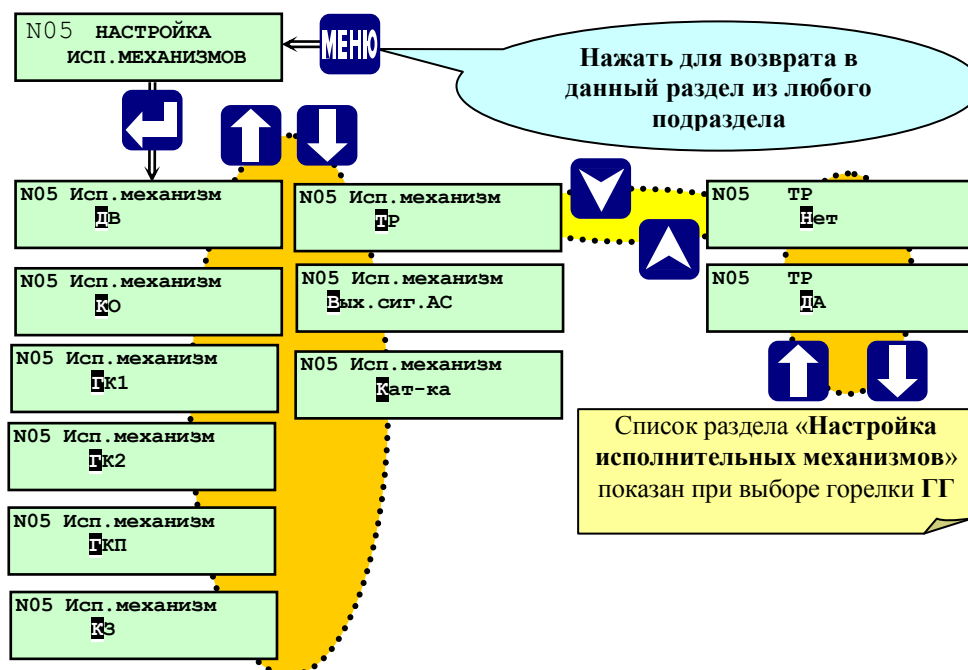 N05 НАСТРОЙКА
ИСП.МЕХАНИЗМОВ
МЕНЮ
Нажать для возврата в
данный раздел из любого
подраздела
N05 Исп.механизм
ДВ
N05 Исп.механизм
КО
N05 Исп.механизм
ГК1
N05 Исп.механизм
ГК2
N05 Исп.механизм
ГКП
N05 Исп.механизм
КЗ
N05 Исп.механизм
ТР
N05 Исп.механизм
Вых.сиг.АС
N05 Исп.механизм
Кат-ка
N05 ТР
Нет
N05 ТР
ДА
Список раздела «Настройка
исполнительных механизмов»
показан при выборе горелки ГГ